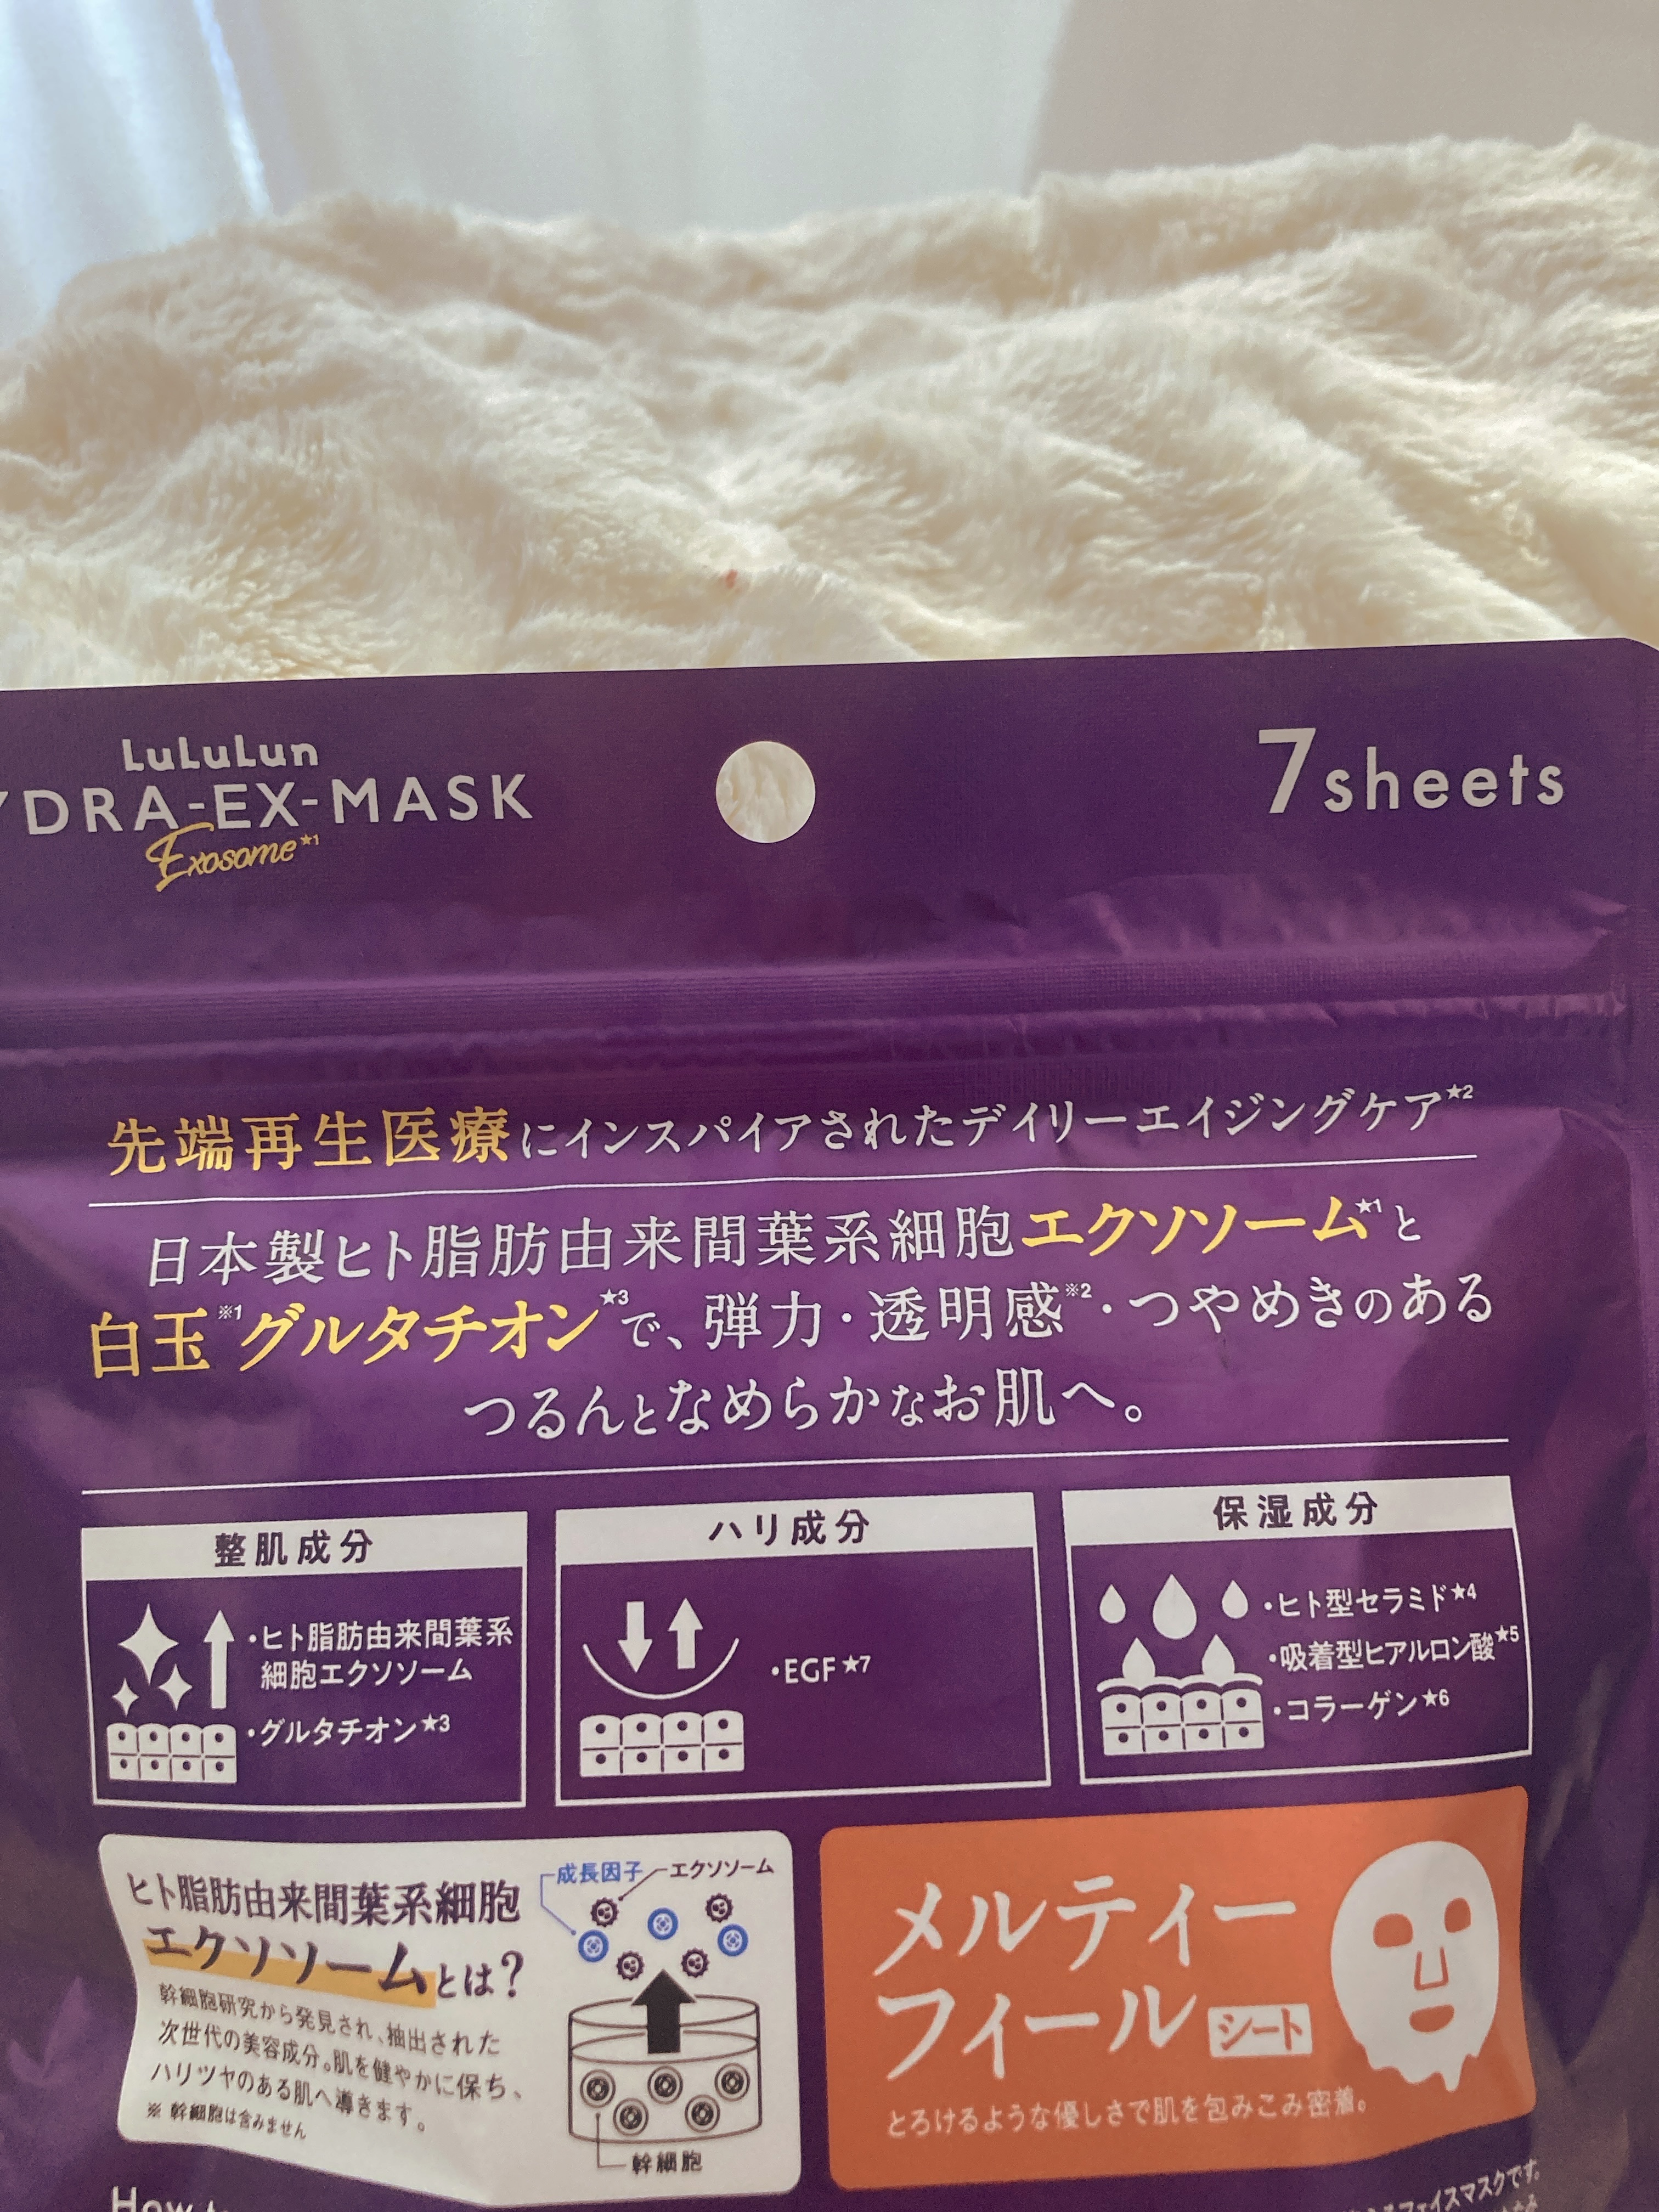 LuLuLun
YDRA-EX-MASK
Exosome★1
7sheets
先端再生医療にインスパイアされたデイリーエイジングケア★2
日本製ヒト脂肪由来間葉系細胞エクソソーム★1と
白玉※1グルタチオン★3で、弾力・透明感※2・つやめきのある
つるんとなめらかなお肌へ。
整肌成分
・ヒト脂肪由来間葉系
細胞エクソソーム
・グルタチオン★3
ハリ成分
・EGF★7
保湿成分
・ヒト型セラミド★4
・吸着型ヒアルロン酸★5
・コラーゲン★6
ヒト脂肪由来間葉系細胞
エクソソームとは?
幹細胞研究から発見され、抽出された
次世代の美容成分。肌を健やかに保ち、
ハリツヤのある肌へ導きます。
※ 幹細胞は含みません
成長因子
エクソソーム
幹細胞
メルティー
フィール シート
とろけるような優しさで肌を包みこみ密着。
How
フェイスマスクです。